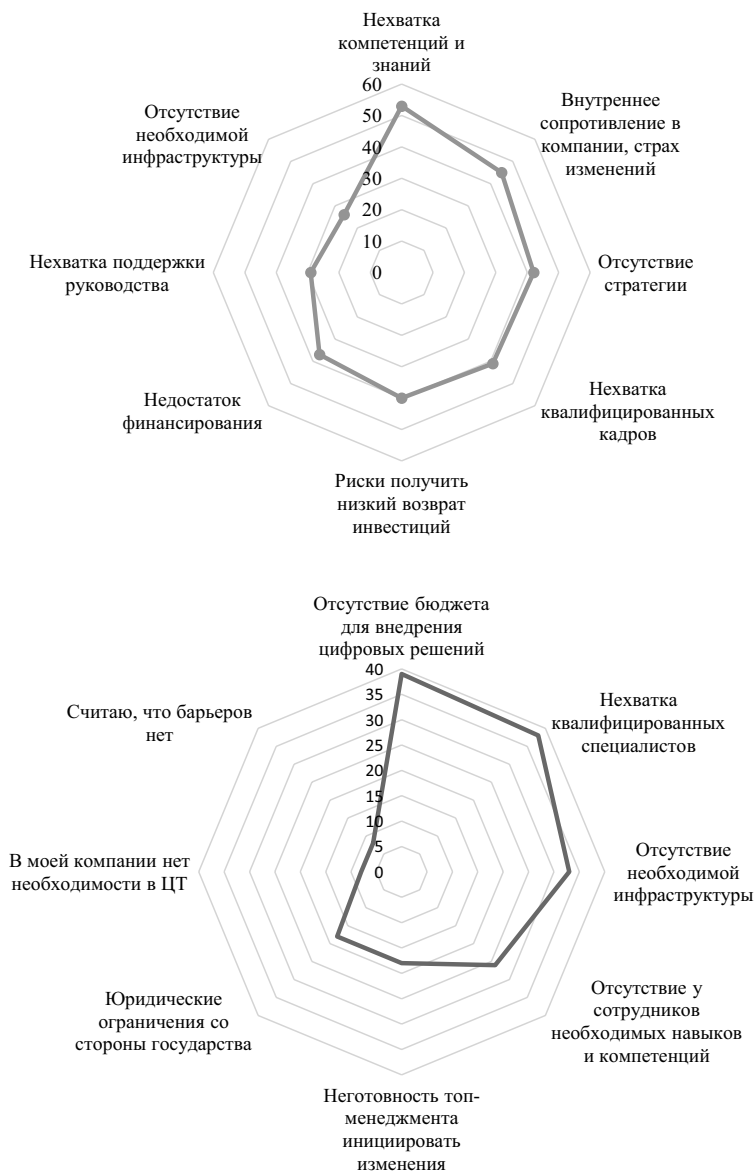 Нехватка
компетенций и
знаний
Внутреннее
сопротивление в
компании, страх
изменений
Отсутствие
стратегии
Нехватка
квалифицированных
кадров
Риски получить
низкий возврат
инвестиций
Недостаток
финансирования
Нехватка поддержки
руководства
Отсутствие
необходимой
инфраструктуры
60
50
40
30
20
10
0
Отсутствие бюджета
для внедрения
цифровых решений
Нехватка
квалифицированных
специалистов
Отсутствие
необходимой
инфраструктуры
Отсутствие у
сотрудников
необходимых навыков
и компетенций
Неготовность топ-
менеджмента
инициировать
изменения
Юридические
ограничения со
стороны государства
В моей компании нет
необходимости в ЦТ
Считаю, что барьеров
нет
40
35
30
25
20
15
10
5
0